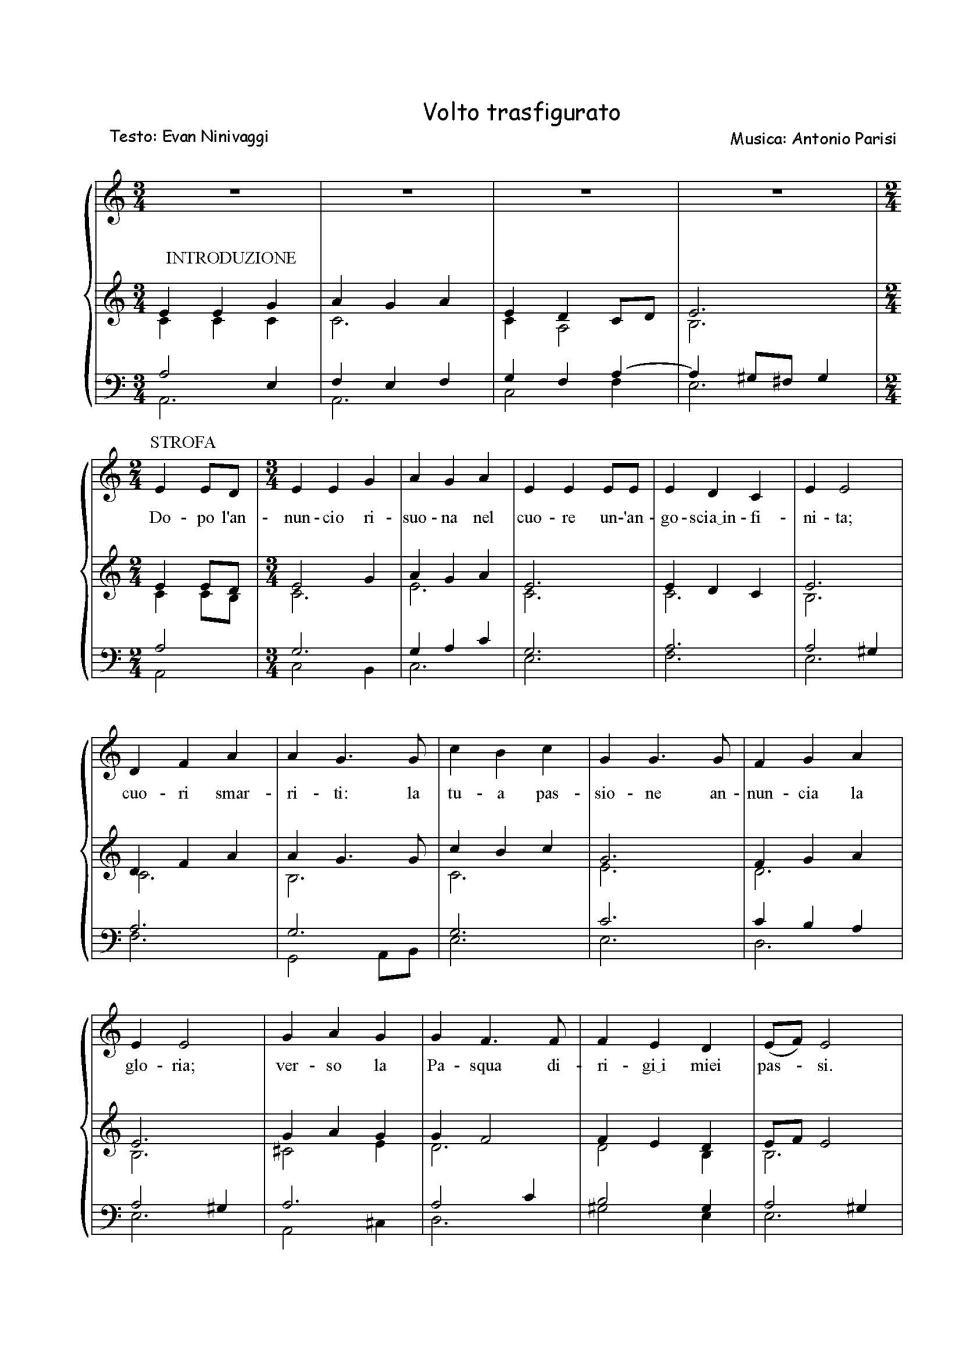 Volto trasfigurato
Testo: Evan Ninivaggi
Musica: Antonio Parisi
INTRODUZIONE
STROFA
Do - po l'an - nun - cio ri - suo - na nel cuo - re un-'an - go - scia in - fi - ni - ta;
cuo - ri smar - ri - ti: la tu - a pas - sio - ne an - nun - cia la
glo - ria; ver - so la Pa - squa di - ri - gi i miei pas - si.